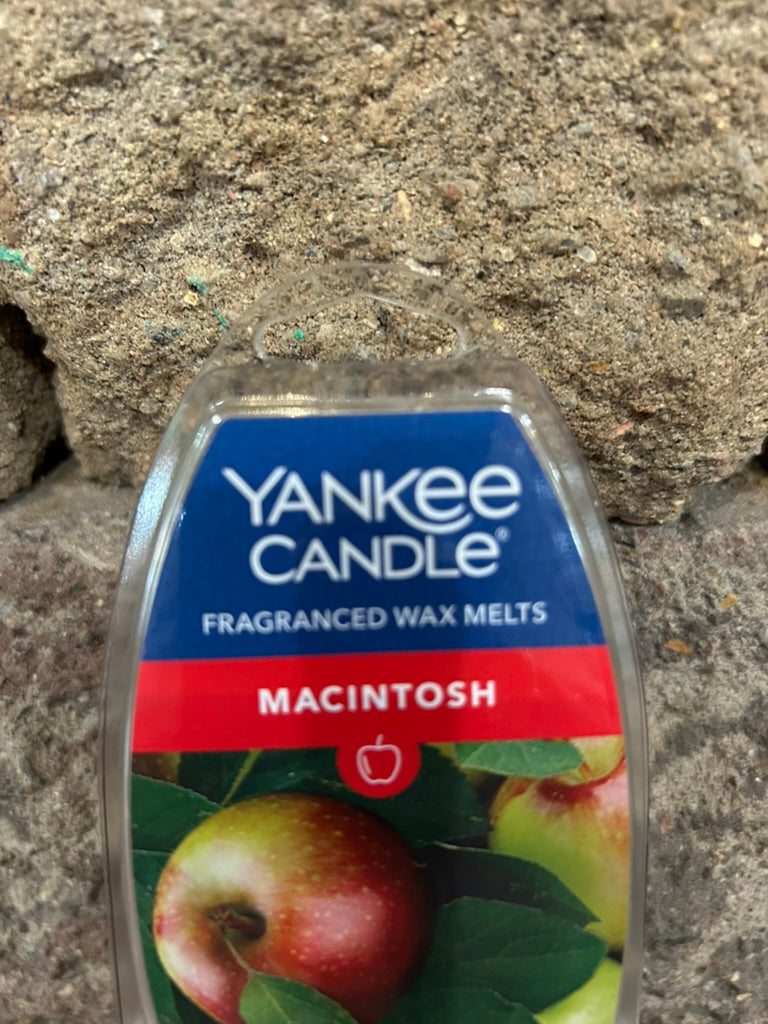 YANKEE
CANDLE®
FRAGRANCED WAX MELTS
MACINTOSH